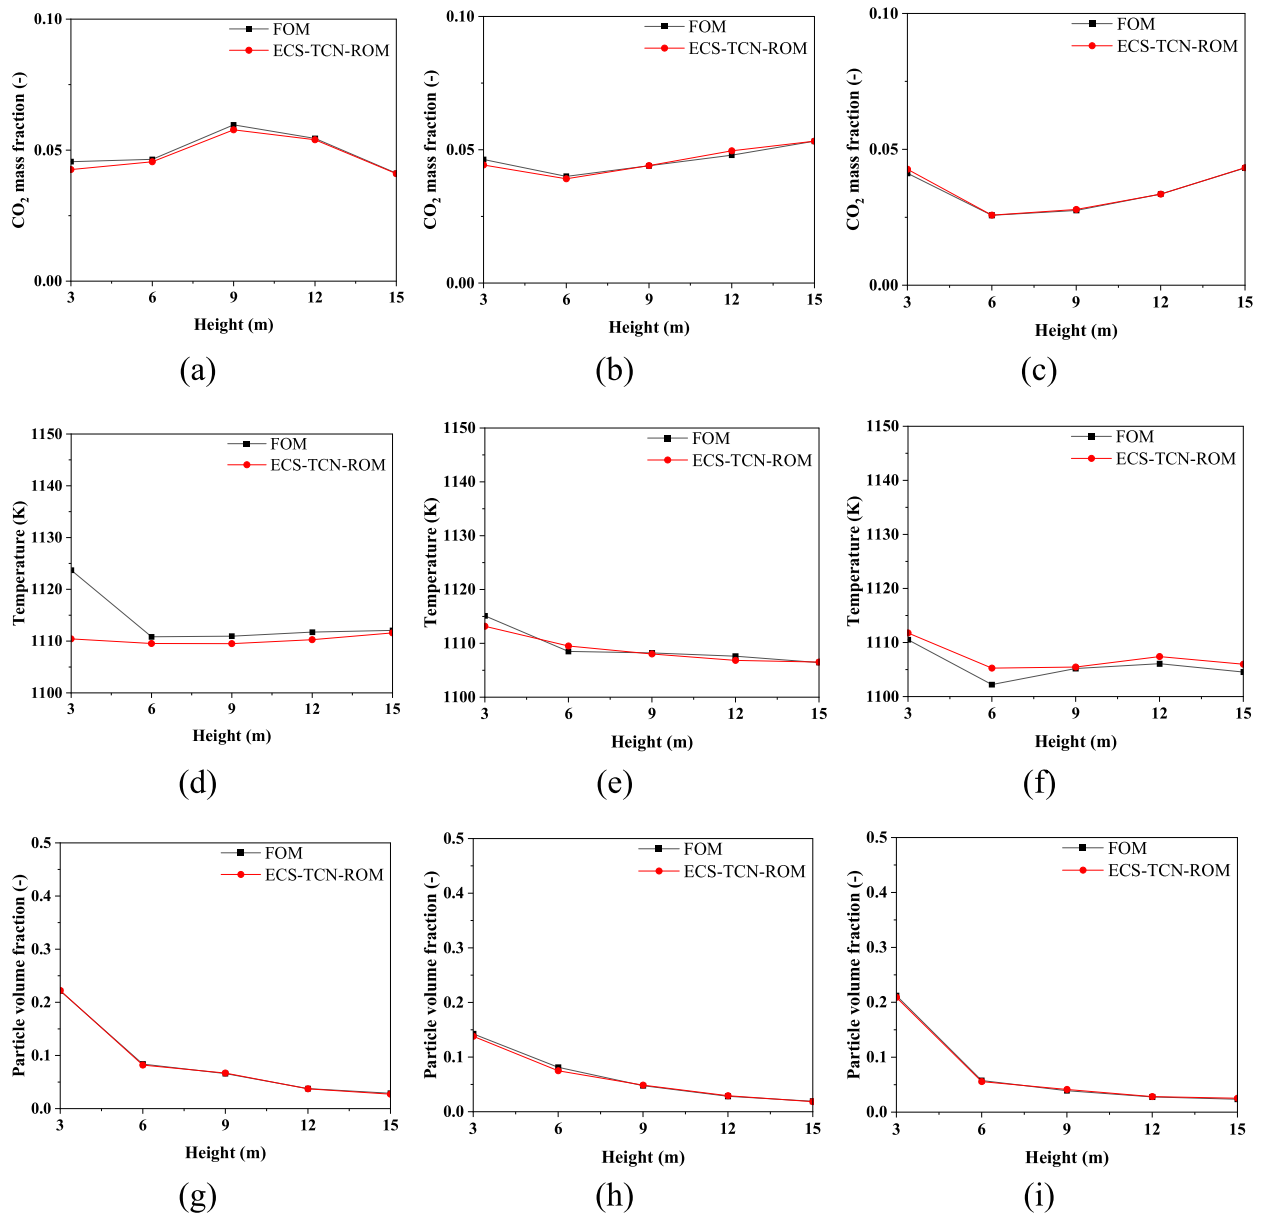 0.10
0.05
0.00
CO2 mass fraction (-)
FOM
ECS-TCN-ROM
3 6 9 12 15
Height (m)
(a)
0.10
0.05
0.00
CO2 mass fraction (-)
FOM
ECS-TCN-ROM
3 6 9 12 15
Height (m)
(b)
0.10
0.05
0.00
CO2 mass fraction (-)
FOM
ECS-TCN-ROM
3 6 9 12 15
Height (m)
(c)
1150
1140
1130
1120
1110
1100
Temperature (K)
FOM
ECS-TCN-ROM
3 6 9 12 15
Height (m)
(d)
1150
1140
1130
1120
1110
1100
Temperature (K)
FOM
ECS-TCN-ROM
3 6 9 12 15
Height (m)
(e)
1150
1140
1130
1120
1110
1100
Temperature (K)
FOM
ECS-TCN-ROM
3 6 9 12 15
Height (m)
(f)
0.5
0.4
0.3
0.2
0.1
0.0
Particle volume fraction (-)
FOM
ECS-TCN-ROM
3 6 9 12 15
Height (m)
(g)
0.5
0.4
0.3
0.2
0.1
0.0
Particle volume fraction (-)
FOM
ECS-TCN-ROM
3 6 9 12 15
Height (m)
(h)
0.5
0.4
0.3
0.2
0.1
0.0
Particle volume fraction (-)
FOM
ECS-TCN-ROM
3 6 9 12 15
Height (m)
(i)